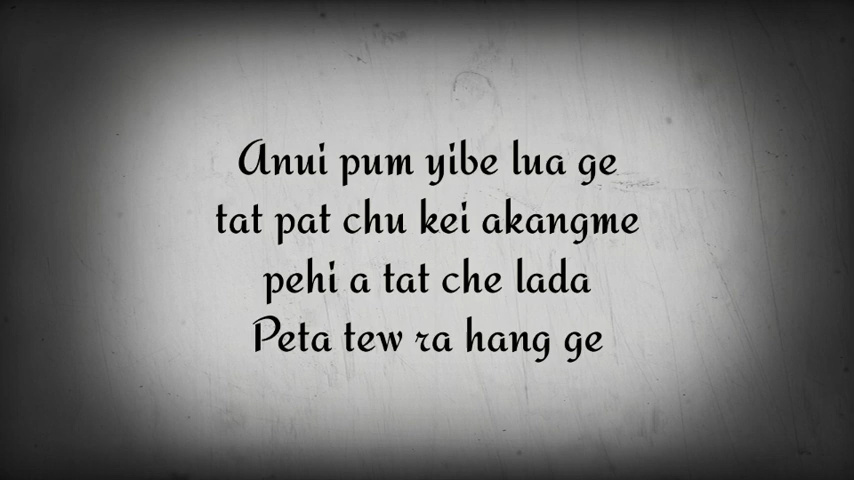 Anui pum yibe lua ge
tat pat chu kei akangme
pehi a tat che lada
Peta tew ra hang ge